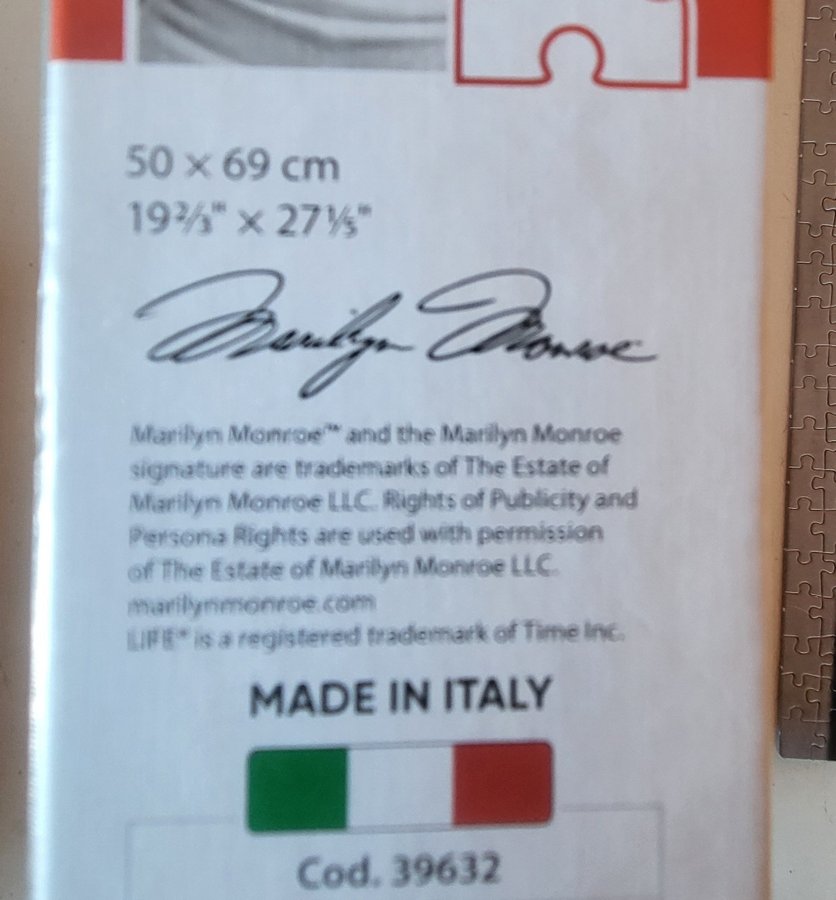 50 × 69 cm
19⅔" × 27⅕"
Marilyn Monroe
Marilyn Monroe™ and the Marilyn Monroe
signature are trademarks of The Estate of
Marilyn Monroe LLC. Rights of Publicity and
Persona Rights are used with permission
of The Estate of Marilyn Monroe LLC.
marilynmonroe.com
LIFE® is a registered trademark of Time Inc.
MADE IN ITALY
Cod. 39632